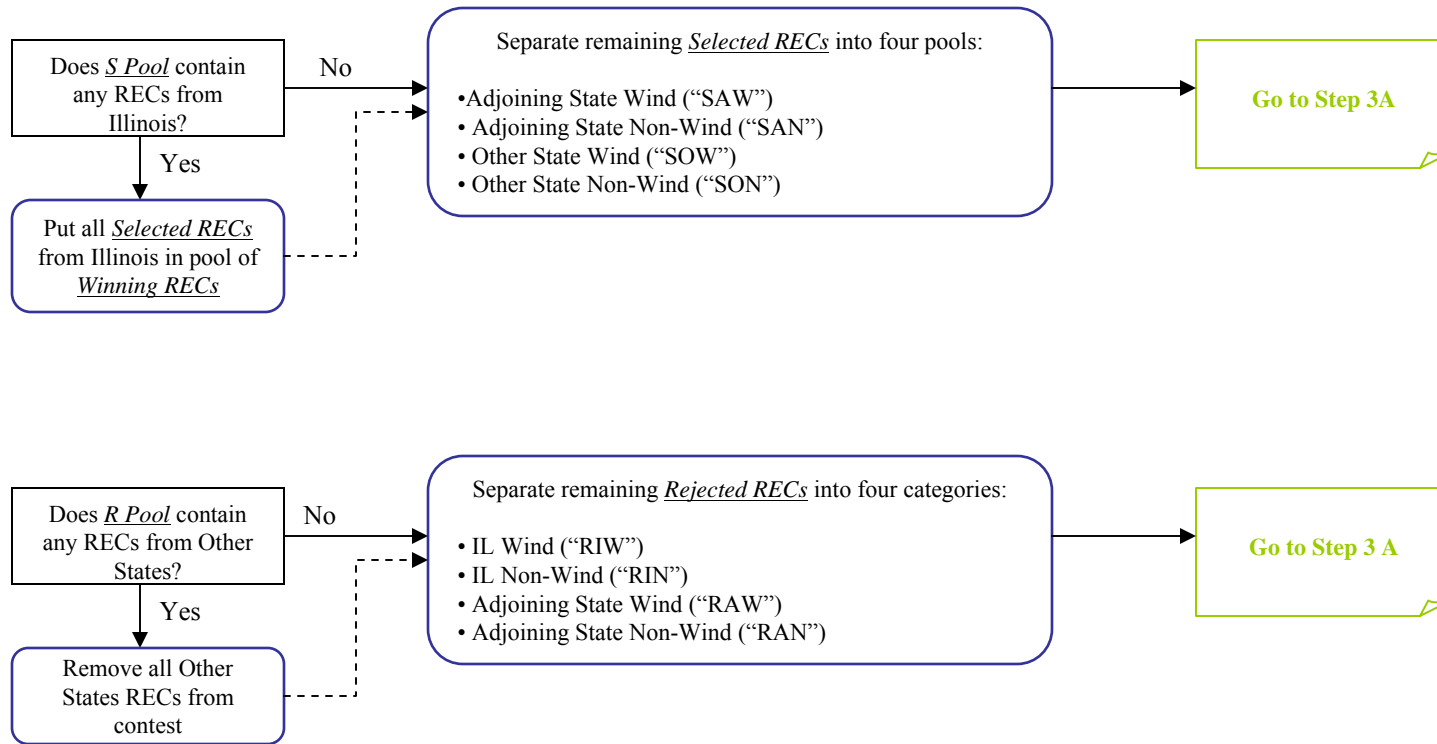 Does S Pool contain
any RECs from
Illinois?
No
Yes
Put all Selected RECs
from Illinois in pool of
Winning RECs
Separate remaining Selected RECs into four pools:
•Adjoining State Wind (“SAW”)
• Adjoining State Non-Wind (“SAN”)
• Other State Wind (“SOW”)
• Other State Non-Wind (“SON”)
Go to Step 3A
Does R Pool contain
any RECs from Other
States?
No
Yes
Remove all Other
States RECs from
contest
Separate remaining Rejected RECs into four categories:
• IL Wind (“RIW”)
• IL Non-Wind (“RIN”)
• Adjoining State Wind (“RAW”)
• Adjoining State Non-Wind (“RAN”)
Go to Step 3 A